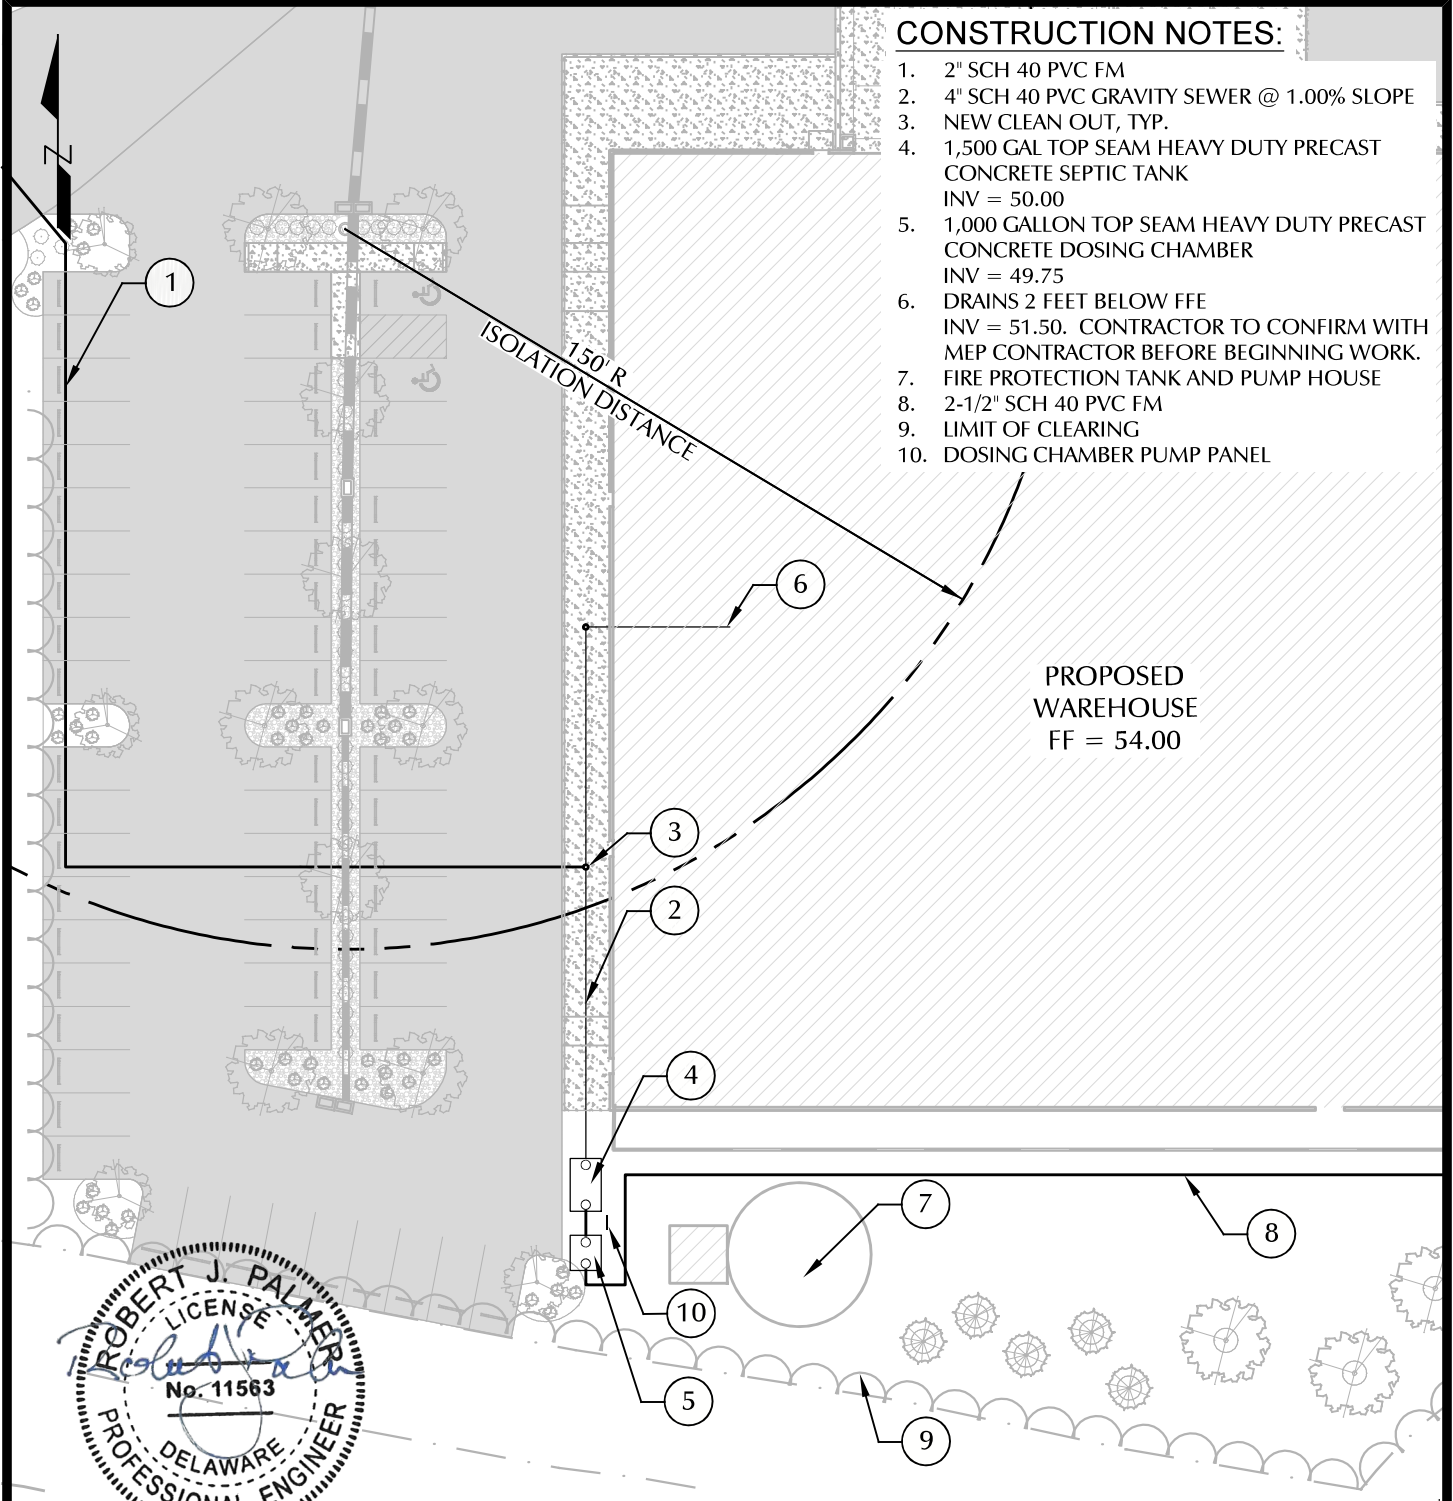 CONSTRUCTION NOTES:
1. 2" SCH 40 PVC FM
2. 4" SCH 40 PVC GRAVITY SEWER @ 1.00% SLOPE
3. NEW CLEAN OUT, TYP.
4. 1,500 GAL TOP SEAM HEAVY DUTY PRECAST
CONCRETE SEPTIC TANK
INV = 50.00
5. 1,000 GALLON TOP SEAM HEAVY DUTY PRECAST
CONCRETE DOSING CHAMBER
INV = 49.75
6. DRAINS 2 FEET BELOW FFE
INV = 51.50. CONTRACTOR TO CONFIRM WITH
MEP CONTRACTOR BEFORE BEGINNING WORK.
7. FIRE PROTECTION TANK AND PUMP HOUSE
8. 2-1/2" SCH 40 PVC FM
9. LIMIT OF CLEARING
10. DOSING CHAMBER PUMP PANEL
N
1
150' R
ISOLATION DISTANCE
6
PROPOSED
WAREHOUSE
FF = 54.00
3
2
4
7
8
10
5
9
ROBERT J. PALMER
LICENSE
No. 11563
DELAWARE
PROFESSIONAL ENGINEER